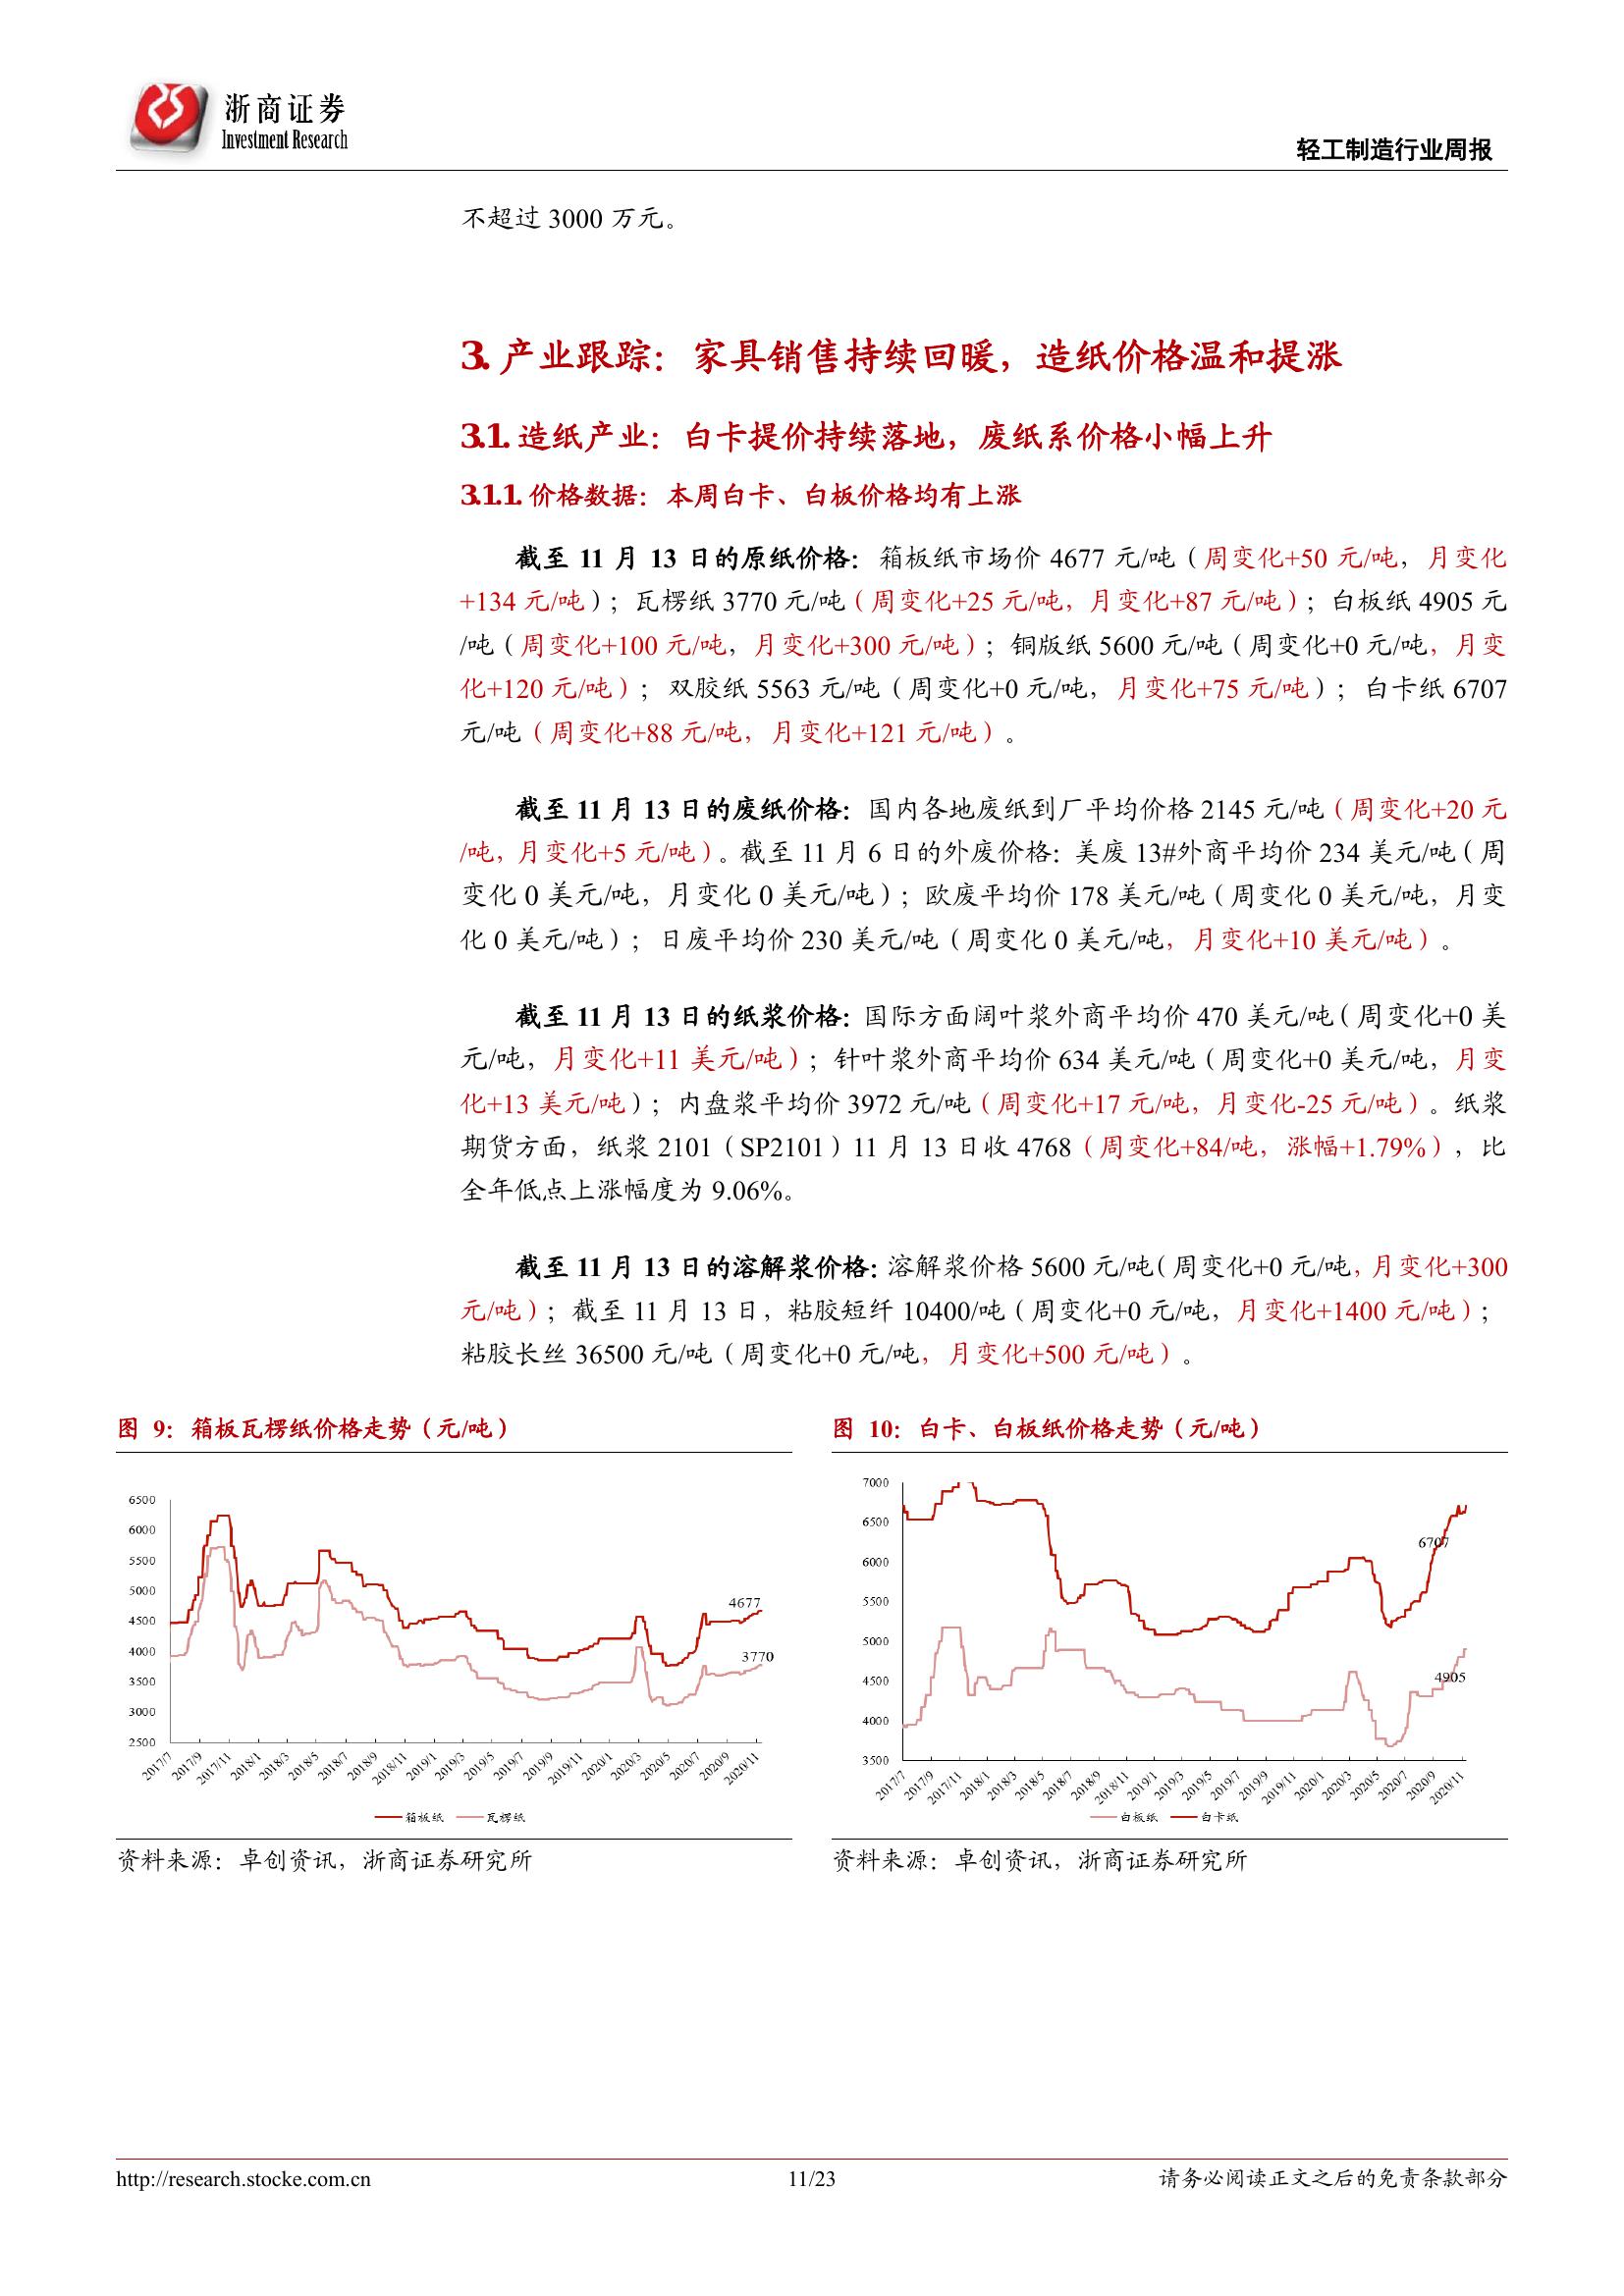 浙商证券
Investment Research
轻工制造行业周报
不超过 3000 万元。
3. 产业跟踪：家具销售持续回暖，造纸价格温和提涨
3.1. 造纸产业：白卡提价持续落地，废纸系价格小幅上升
3.1.1. 价格数据：本周白卡、白板价格均有上涨
截至 11 月 13 日的原纸价格：箱板纸市场价 4677 元/吨（周变化+50 元/吨，月变化
+134 元/吨）；瓦楞纸 3770 元/吨（周变化+25 元/吨，月变化+87 元/吨）；白板纸 4905 元
/吨（周变化+100 元/吨，月变化+300 元/吨）；铜版纸 5600 元/吨（周变化+0 元/吨，月变
化+120 元/吨）；双胶纸 5563 元/吨（周变化+0 元/吨，月变化+75 元/吨）；白卡纸 6707
元/吨（周变化+88 元/吨，月变化+121 元/吨）。
截至 11 月 13 日的废纸价格：国内各地废纸到厂平均价格 2145 元/吨（周变化+20 元
/吨，月变化+5 元/吨）。截至 11 月 6 日的外废价格：美废 13#外商平均价 234 美元/吨（周
变化 0 美元/吨，月变化 0 美元/吨）；欧废平均价 178 美元/吨（周变化 0 美元/吨，月变
化 0 美元/吨）；日废平均价 230 美元/吨（周变化 0 美元/吨，月变化+10 美元/吨）。
截至 11 月 13 日的纸浆价格：国际方面阔叶浆外商平均价 470 美元/吨（周变化+0 美
元/吨，月变化+11 美元/吨）；针叶浆外商平均价 634 美元/吨（周变化+0 美元/吨，月变
化+13 美元/吨）；内盘浆平均价 3972 元/吨（周变化+17 元/吨，月变化-25 元/吨）。纸浆
期货方面，纸浆 2101（SP2101）11 月 13 日收 4768（周变化+84/吨，涨幅+1.79%），比
全年低点上涨幅度为 9.06%。
截至 11 月 13 日的溶解浆价格：溶解浆价格 5600 元/吨（周变化+0 元/吨，月变化+300
元/吨）；截至 11 月 13 日，粘胶短纤 10400/吨（周变化+0 元/吨，月变化+1400 元/吨）；
粘胶长丝 36500 元/吨（周变化+0 元/吨，月变化+500 元/吨）。
图 9：箱板瓦楞纸价格走势（元/吨）
6500
6000
5500
5000
4500
4000
3500
3000
2500
4677
3770
2017/7 2017/9 2017/11 2018/1 2018/3 2018/5 2018/7 2018/9 2018/11 2019/1 2019/3 2019/5 2019/7 2019/9 2019/11 2020/1 2020/3 2020/5 2020/7 2020/9 2020/11
箱板纸 瓦楞纸
资料来源：卓创资讯，浙商证券研究所
图 10：白卡、白板纸价格走势（元/吨）
7000
6500
6000
5500
5000
4500
4000
3500
6707
4905
2017/7 2017/9 2017/11 2018/1 2018/3 2018/5 2018/7 2018/9 2018/11 2019/1 2019/3 2019/5 2019/7 2019/9 2019/11 2020/1 2020/3 2020/5 2020/7 2020/9 2020/11
白板纸 白卡纸
资料来源：卓创资讯，浙商证券研究所
http://research.stocke.com.cn
11/23
请务必阅读正文之后的免责条款部分